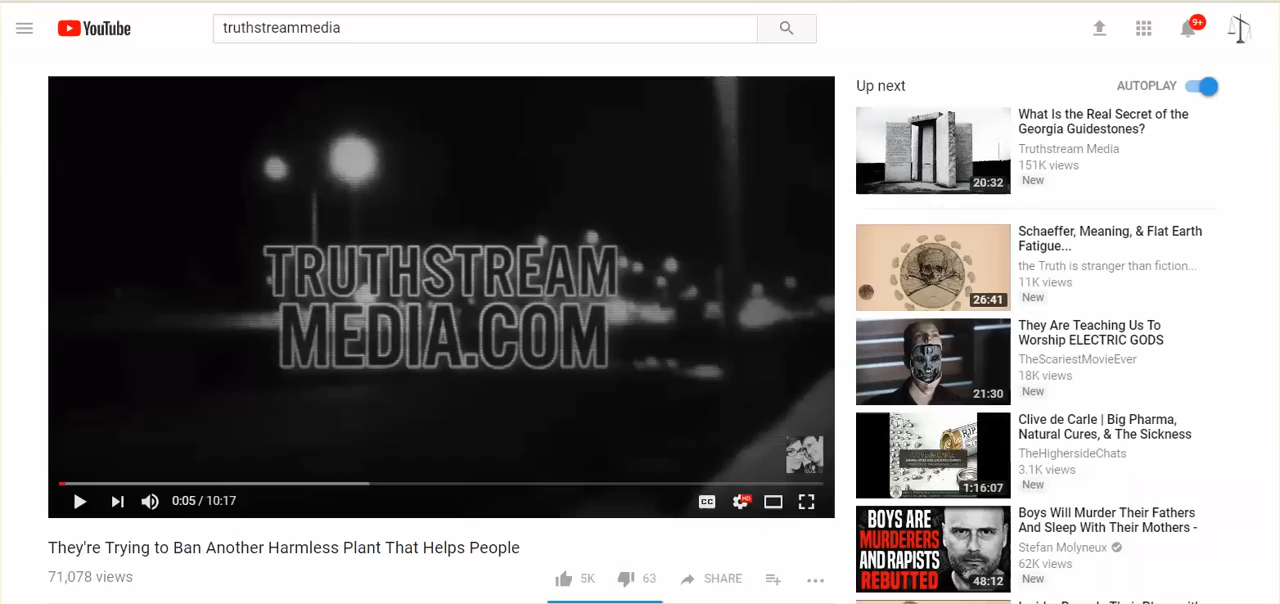 YouTube
truthstreammedia
9+
TRUTHSTREAM
MEDIA.COM
0:05 / 10:17
CC
HD
They're Trying to Ban Another Harmless Plant That Helps People
71,078 views
5K
63
SHARE
Up next
AUTOPLAY
20:32
What Is the Real Secret of the
Georgia Guidestones?
Truthstream Media
151K views
New
26:41
Schaeffer, Meaning, & Flat Earth
Fatigue...
the Truth is stranger than fiction...
11K views
New
21:30
They Are Teaching Us To
Worship ELECTRIC GODS
TheScariestMovieEver
18K views
New
CLIVE de CARLE
1:16:07
Clive de Carle | Big Pharma,
Natural Cures, & The Sickness
TheHighersideChats
3.1K views
New
BOYS ARE
MURDERERS
AND RAPISTS
REBUTTED
48:12
Boys Will Murder Their Fathers
And Sleep With Their Mothers -
Stefan Molyneux
62K views
New